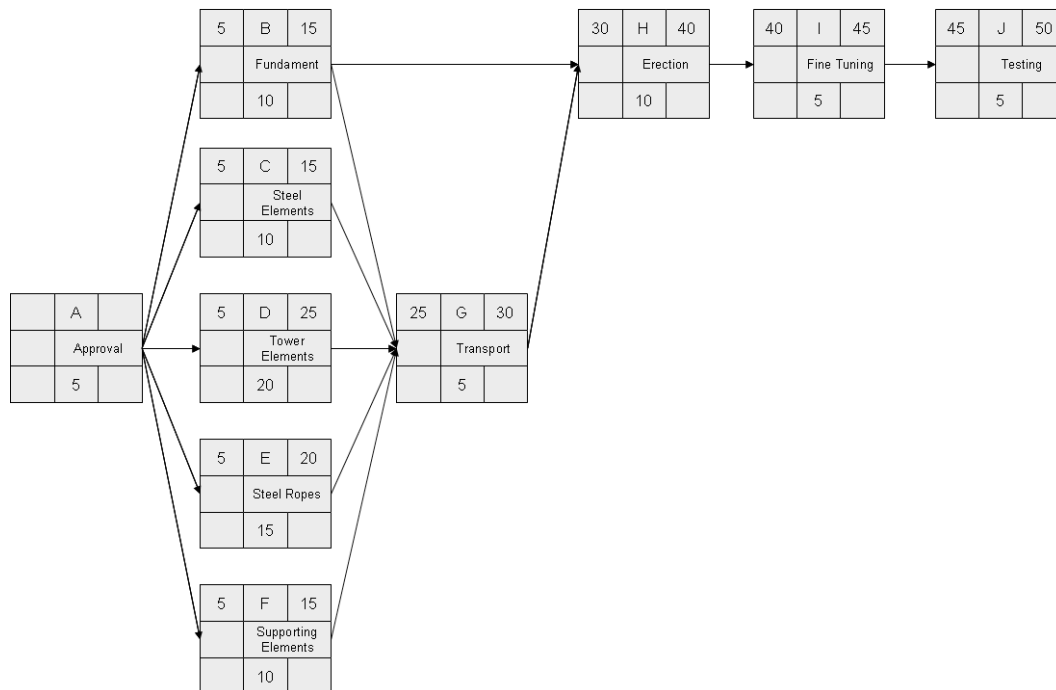 5 B 15
Fundament
10
30 H 40
Erection
10
40 I 45
Fine Tuning
5
45 J 50
Testing
5
5 C 15
Steel
Elements
10
A
Approval
5
5 D 25
Tower
Elements
20
25 G 30
Transport
5
5 E 20
Steel Ropes
15
5 F 15
Supporting
Elements
10